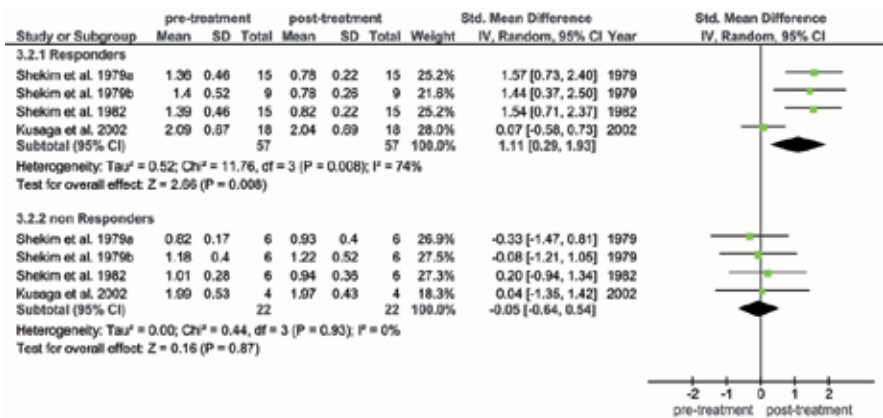 pre-treatment post-treatment Std. Mean Difference Std. Mean Difference
Study or Subgroup Mean SD Total Mean SD Total Weight IV, Random, 95% CI Year IV, Random, 95% CI
3.2.1 Responders
Shekim et al. 1979a 1.36 0.46 15 0.78 0.22 15 25.2% 1.57 [0.73, 2.40] 1979
Shekim et al. 1979b 1.4 0.52 9 0.78 0.26 9 21.6% 1.44 [0.37, 2.50] 1979
Shekim et al. 1982 1.39 0.46 15 0.82 0.22 15 25.2% 1.54 [0.71, 2.37] 1982
Kusaga et al. 2002 2.09 0.67 18 2.04 0.69 18 28.0% 0.07 [-0.58, 0.73] 2002
Subtotal (95% CI) 57 57 100.0% 1.11 [0.29, 1.93]
Heterogeneity: Tau² = 0.52; Chi² = 11.76, df = 3 (P = 0.008); I² = 74%
Test for overall effect: Z = 2.66 (P = 0.008)
3.2.2 non Responders
Shekim et al. 1979a 0.82 0.17 6 0.93 0.4 6 26.9% -0.33 [-1.47, 0.81] 1979
Shekim et al. 1979b 1.18 0.4 6 1.22 0.52 6 27.5% -0.08 [-1.21, 1.05] 1979
Shekim et al. 1982 1.01 0.28 6 0.94 0.36 6 27.3% 0.20 [-0.94, 1.34] 1982
Kusaga et al. 2002 1.99 0.53 4 1.97 0.43 4 18.3% 0.04 [-1.35, 1.42] 2002
Subtotal (95% CI) 22 22 100.0% -0.05 [-0.64, 0.54]
Heterogeneity: Tau² = 0.00; Chi² = 0.44, df = 3 (P = 0.93); I² = 0%
Test for overall effect: Z = 0.16 (P = 0.87)
-2 -1 0 1 2
pre-treatment post-treatment